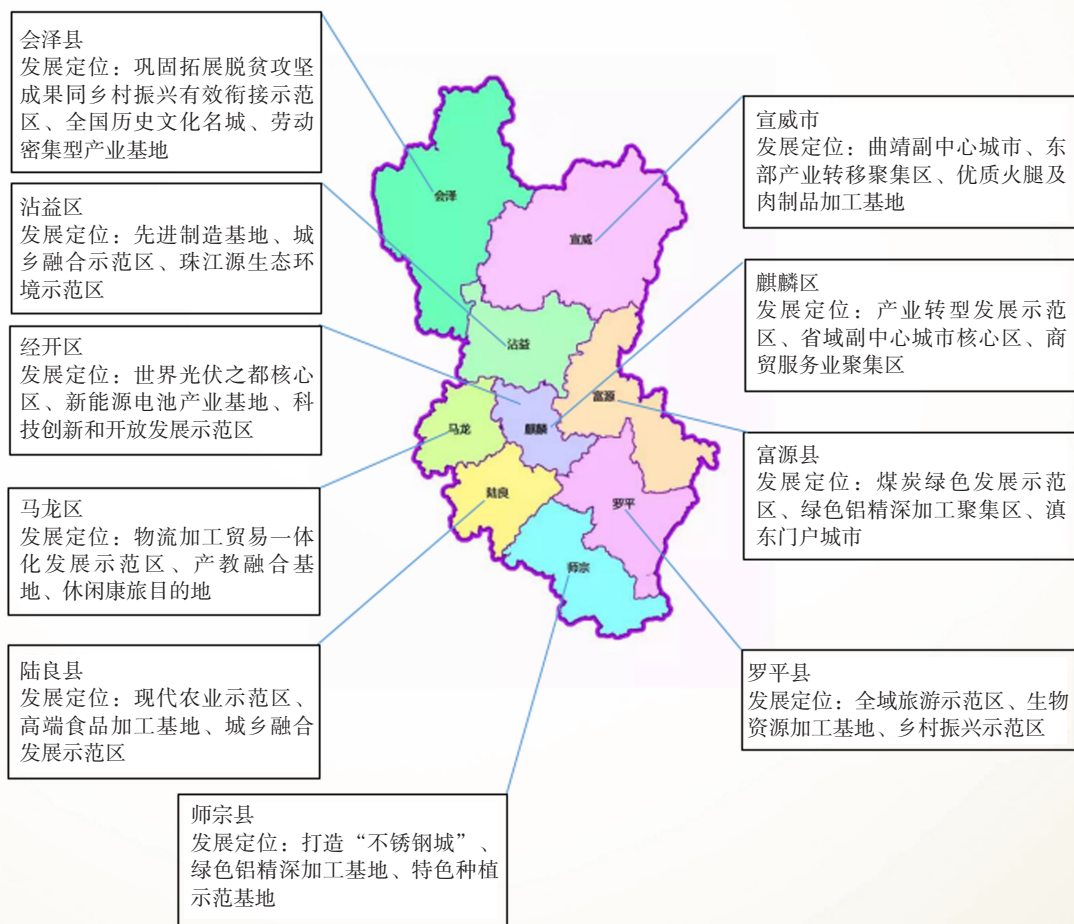 会泽县
发展定位：巩固拓展脱贫攻坚
成果同乡村振兴有效衔接示范
区、全国历史文化名城、劳动
密集型产业基地
沾益区
发展定位：先进制造基地、城
乡融合示范区、珠江源生态环
境示范区
经开区
发展定位：世界光伏之都核心
区、新能源电池产业基地、科
技创新和开放发展示范区
马龙区
发展定位：物流加工贸易一体
化发展示范区、产教融合基
地、休闲康旅目的地
陆良县
发展定位：现代农业示范区、
高端食品加工基地、城乡融合
发展示范区
师宗县
发展定位：打造“不锈钢城”、
绿色铝精深加工基地、特色种植
示范基地
会泽
宣威
沾益
富源
马龙
麒麟
陆良
罗平
师宗
宣威市
发展定位：曲靖副中心城市、东
部产业转移聚集区、优质火腿及
肉制品加工基地
麒麟区
发展定位：产业转型发展示范
区、省域副中心城市核心区、商
贸服务业聚集区
富源县
发展定位：煤炭绿色发展示范
区、绿色铝精深加工聚集区、滇
东门户城市
罗平县
发展定位：全域旅游示范区、生物
资源加工基地、乡村振兴示范区